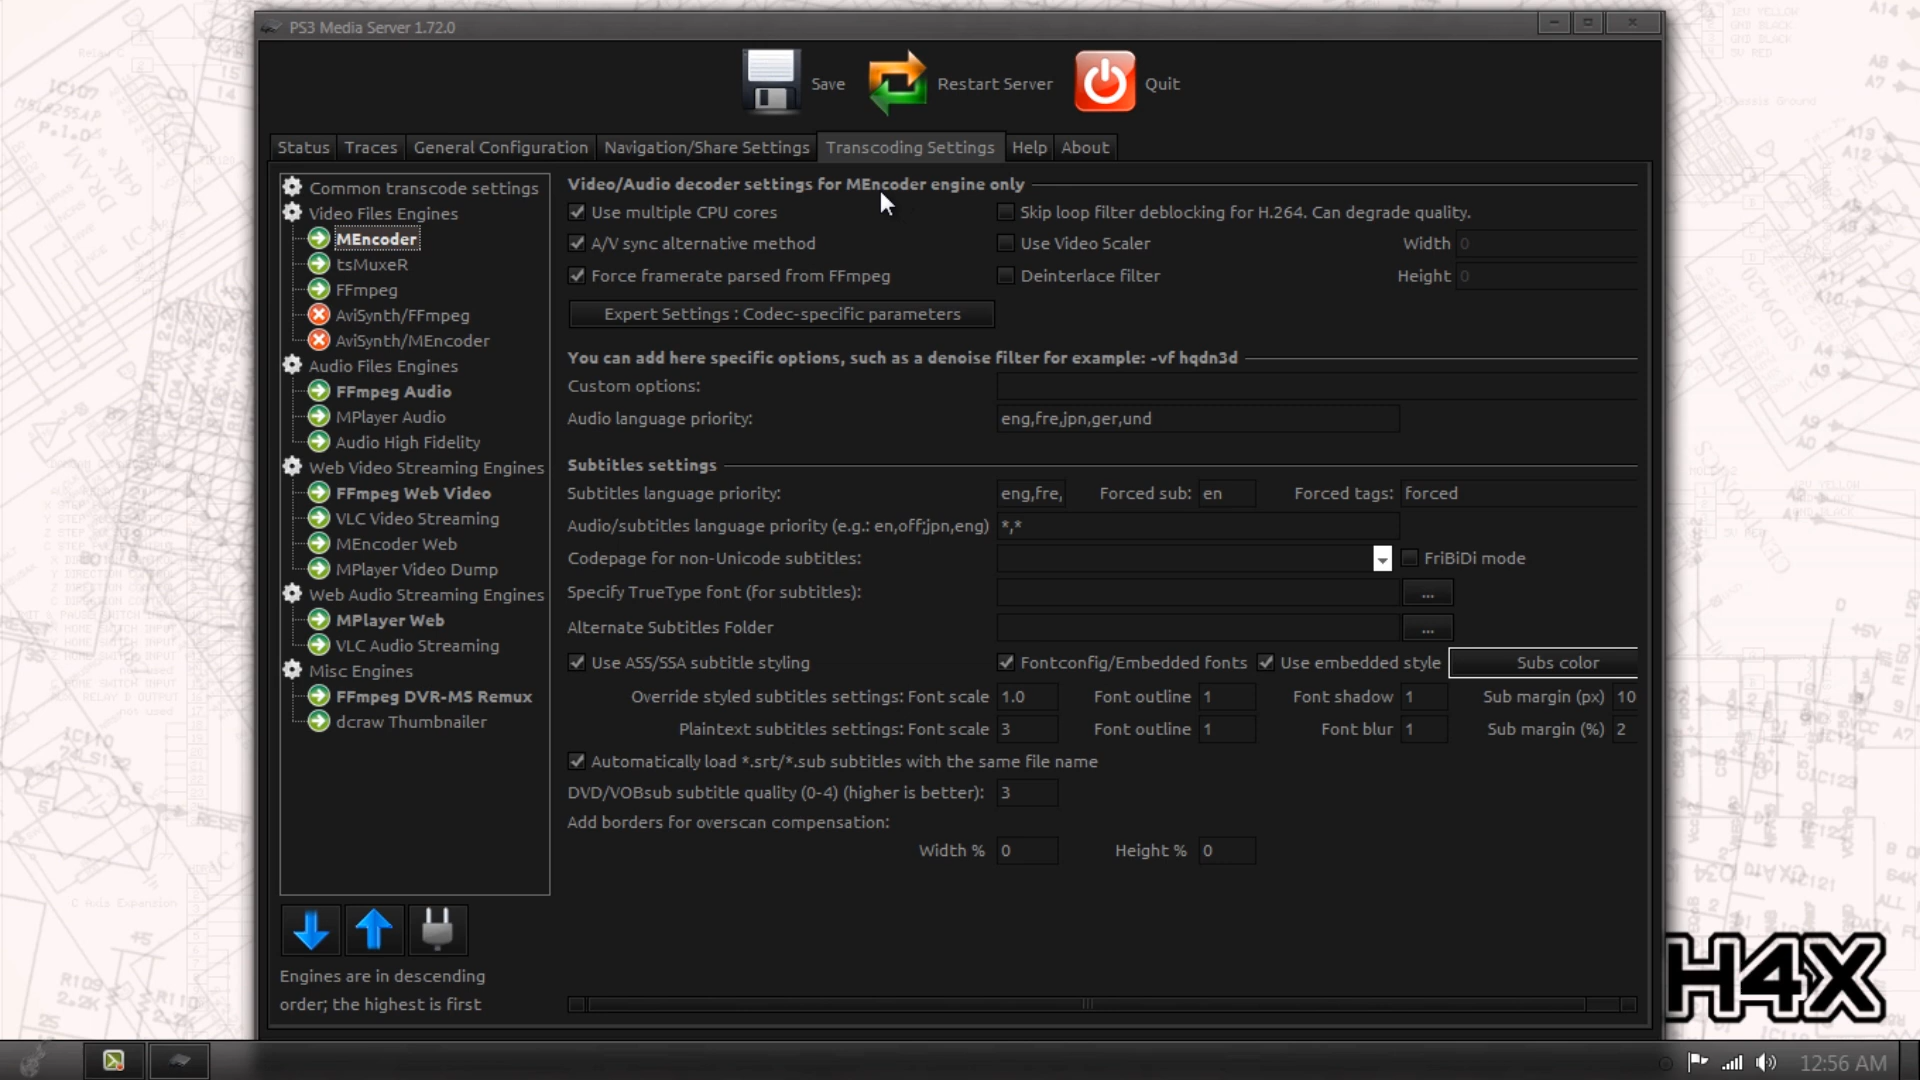 PS3 Media Server 1.72.0
Save
Restart Server
Quit
Status
Traces
General Configuration
Navigation/Share Settings
Transcoding Settings
Help
About
Common transcode settings
Video Files Engines
MEncoder
tsMuxeR
FFmpeg
AviSynth/FFmpeg
AviSynth/MEncoder
Audio Files Engines
FFmpeg Audio
MPlayer Audio
Audio High Fidelity
Web Video Streaming Engines
FFmpeg Web Video
VLC Video Streaming
MEncoder Web
MPlayer Video Dump
Web Audio Streaming Engines
MPlayer Web
VLC Audio Streaming
Misc Engines
FFmpeg DVR-MS Remux
dcraw Thumbnailer
Engines are in descending
order; the highest is first
Video/Audio decoder settings for MEncoder engine only
Use multiple CPU cores
Skip loop filter deblocking for H.264. Can degrade quality.
A/V sync alternative method
Use Video Scaler
Width 0
Force framerate parsed from FFmpeg
Deinterlace filter
Height 0
Expert Settings : Codec-specific parameters
You can add here specific options, such as a denoise filter for example: -vf hqdn3d
Custom options:
Audio language priority: eng,fre,jpn,ger,und
Subtitles settings
Subtitles language priority: eng,fre, Forced sub: en Forced tags: forced
Audio/subtitles language priority (e.g.: en,off;jpn,eng) *,*
Codepage for non-Unicode subtitles: FriBiDi mode
Specify TrueType font (for subtitles): ...
Alternate Subtitles Folder ...
Use ASS/SSA subtitle styling Fontconfig/Embedded fonts Use embedded style Subs color
Override styled subtitles settings: Font scale 1.0 Font outline 1 Font shadow 1 Sub margin (px) 10
Plaintext subtitles settings: Font scale 3 Font outline 1 Font blur 1 Sub margin (%) 2
Automatically load *.srt/*.sub subtitles with the same file name
DVD/VOBsub subtitle quality (0-4) (higher is better): 3
Add borders for overscan compensation:
Width % 0 Height % 0
H4X
12:56 AM